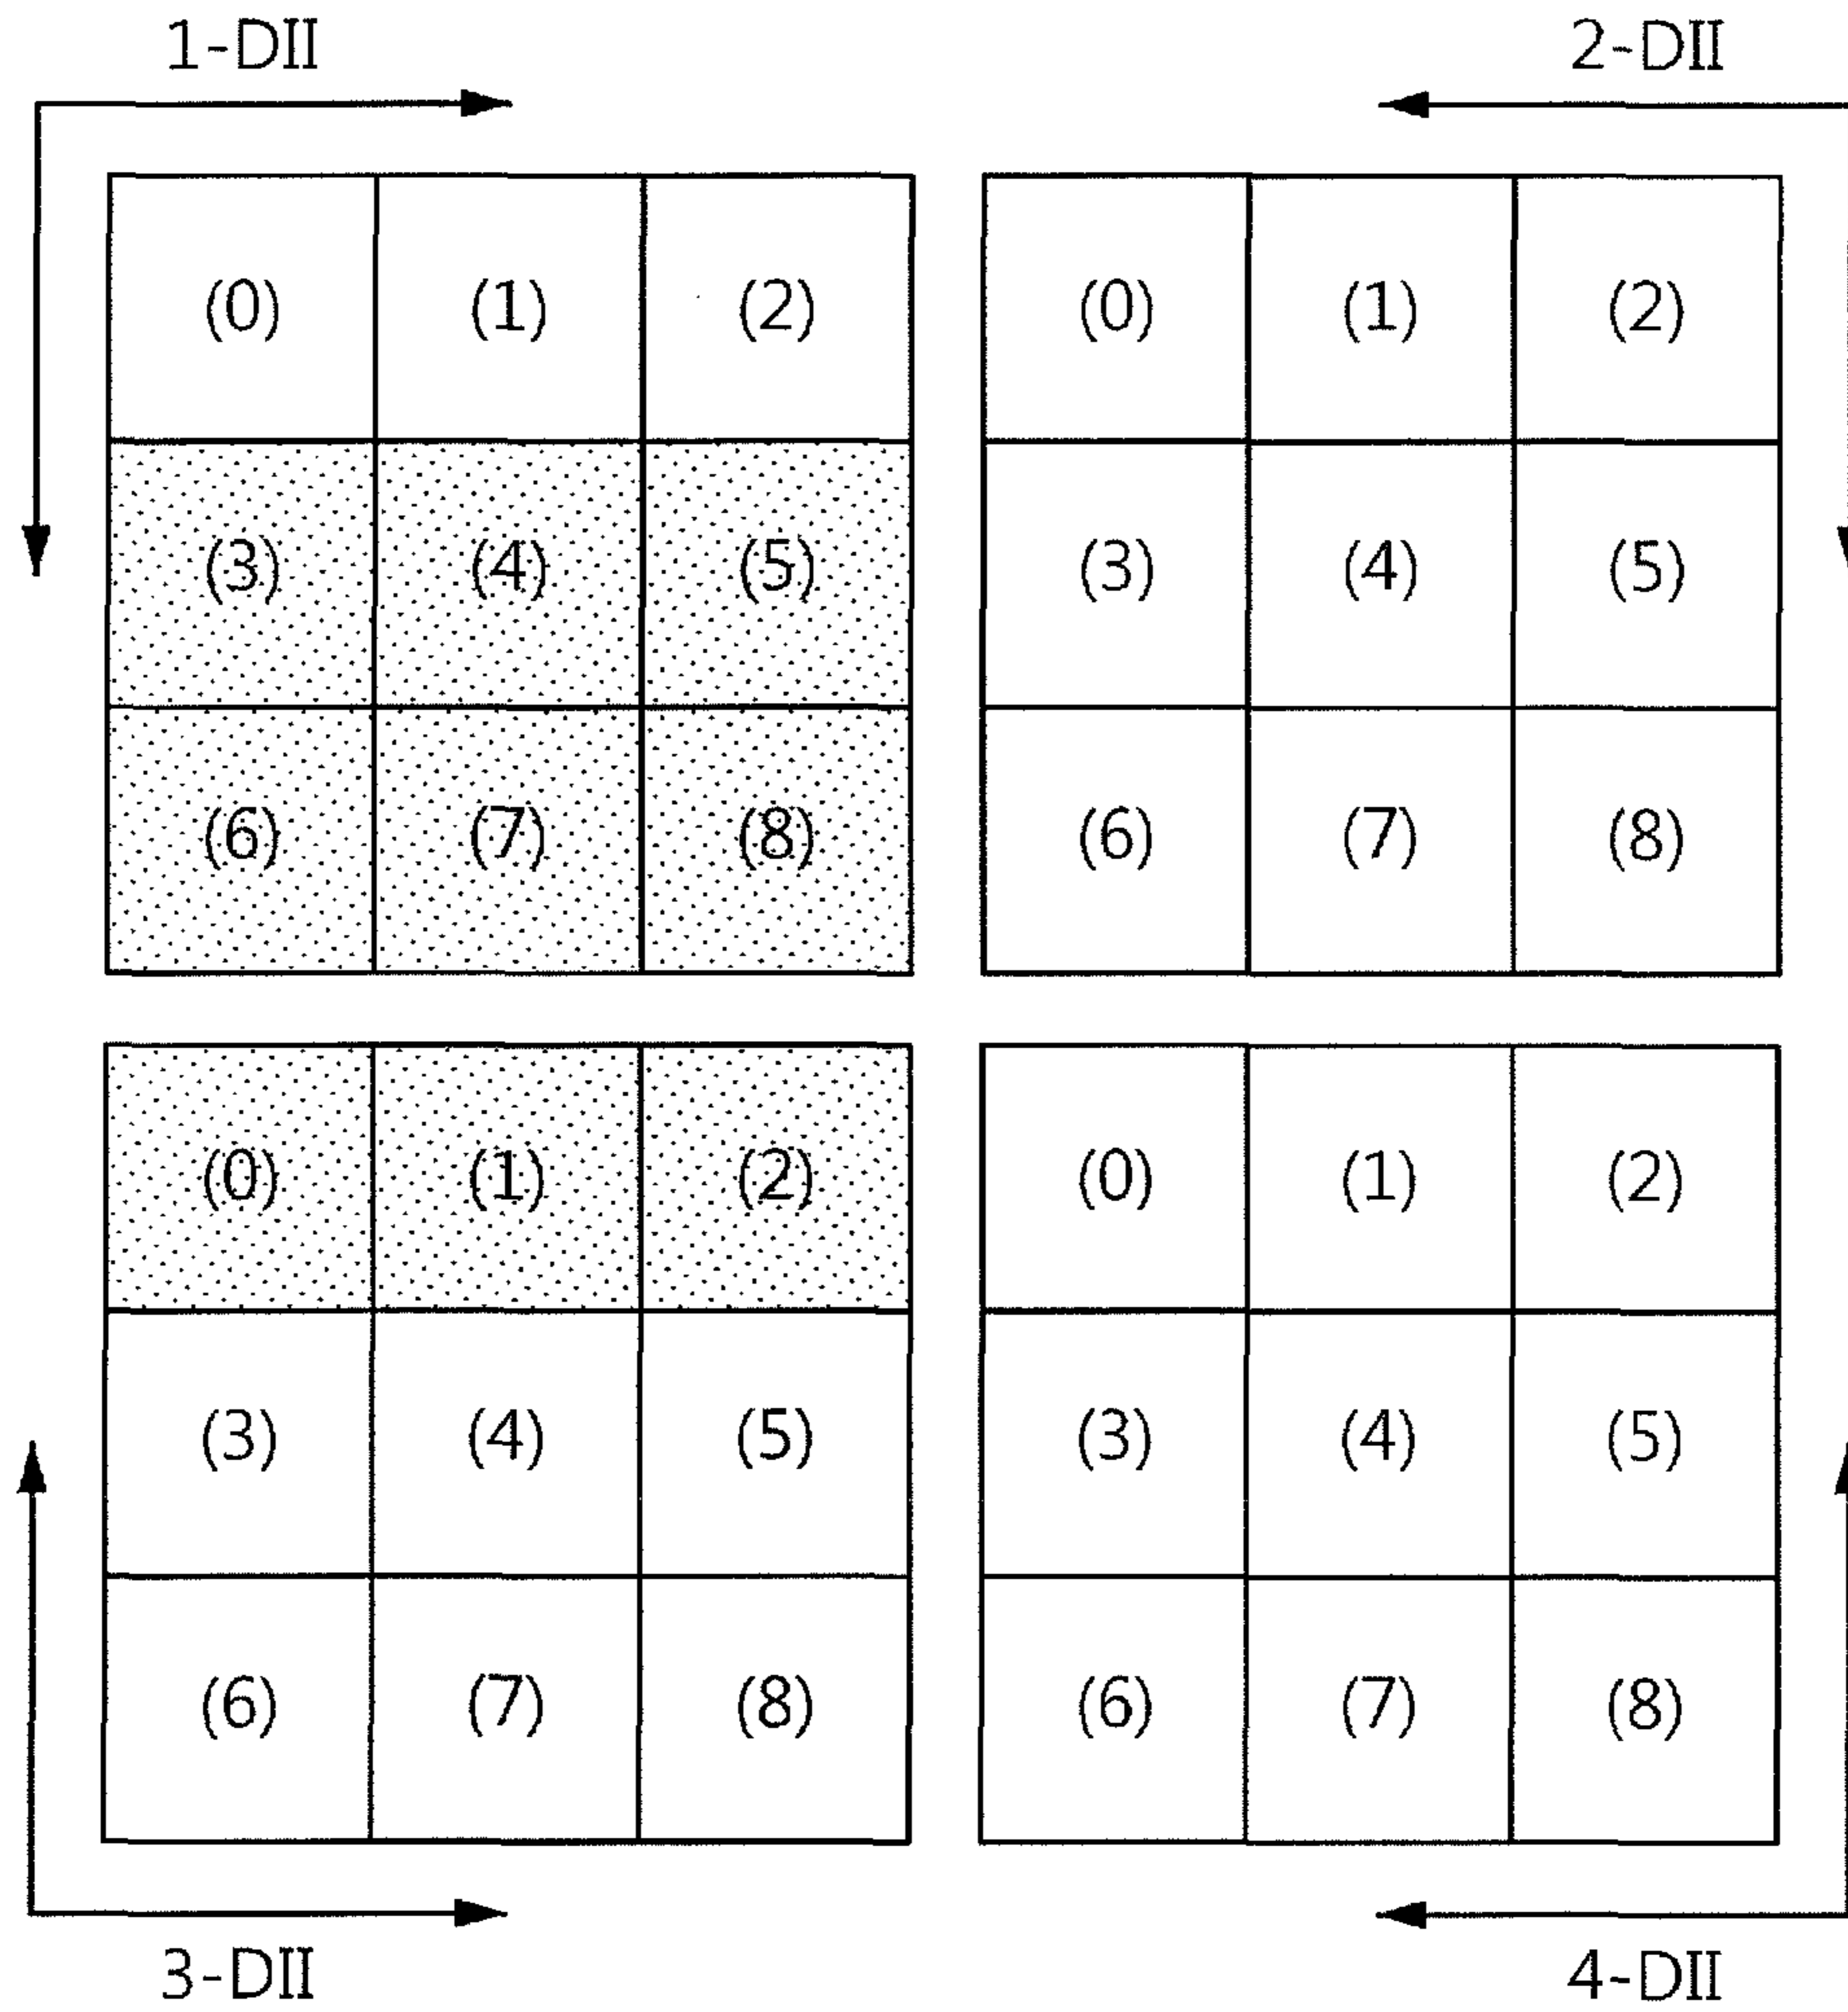 1-DII 2-DII
(0) (1) (2) (0) (1) (2)
(3) (4) (5) (3) (4) (5)
(6) (7) (8) (6) (7) (8)
(0) (1) (2) (0) (1) (2)
(3) (4) (5) (3) (4) (5)
(6) (7) (8) (6) (7) (8)
3-DII 4-DII